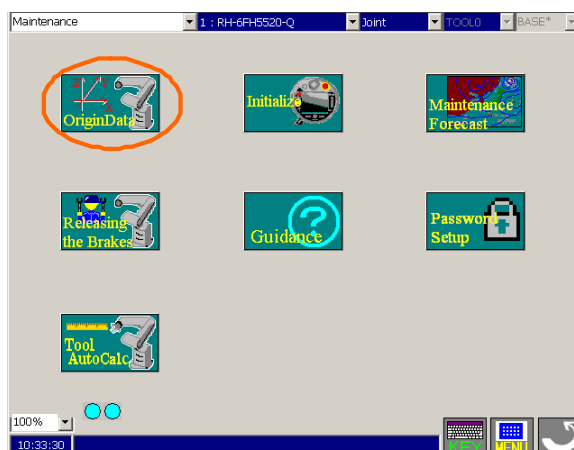 Maintenance 1 : RH-6FH5520-Q Joint TOOL0 BASE*
Z Y
X
OriginData
Initialize
Maintenance
Forecast
Releasing
the Brakes
Guidance
Password
Setup
Tool
AutoCalc
100%
10:33:30
KEY MENU